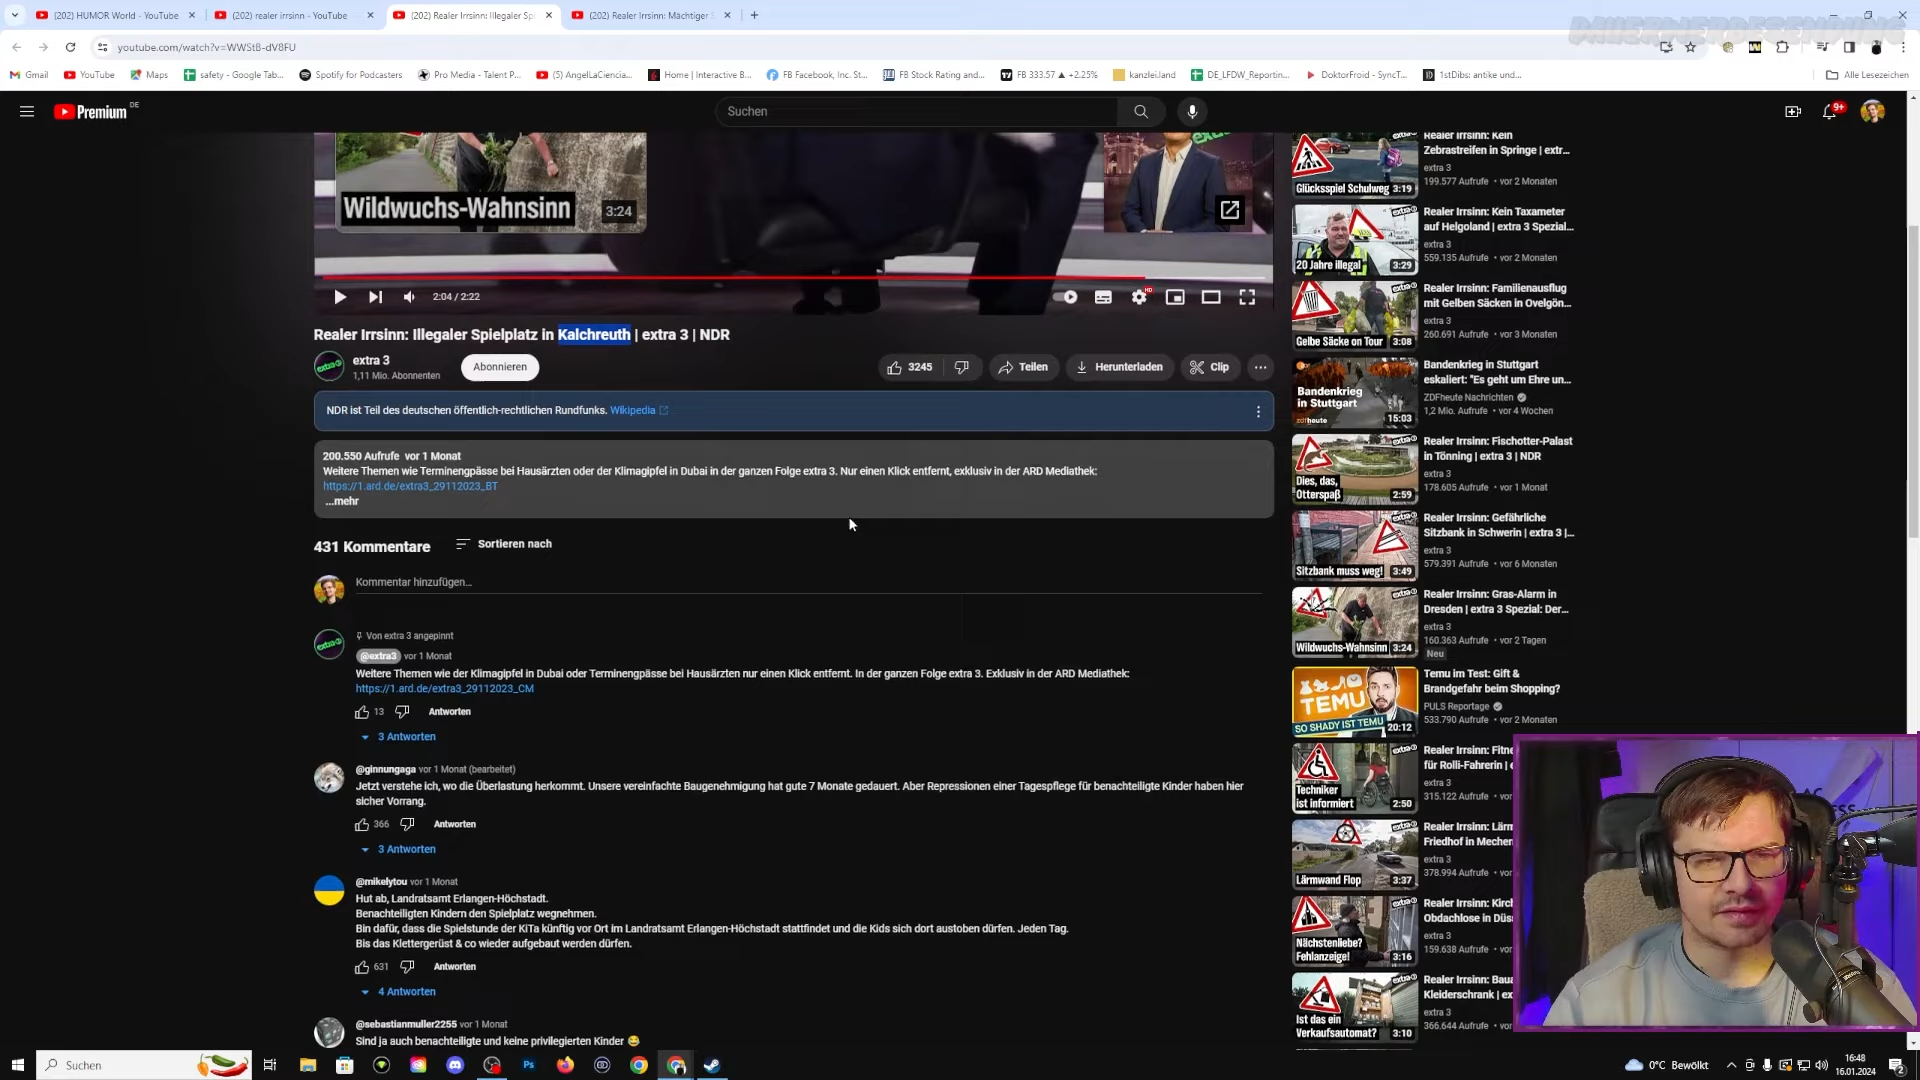 (202) HUMOR World - YouTube
(202) realer irrsinn - YouTube
(202) Realer Irrsinn: Illegaler Spi
(202) Realer Irrsinn: Mächtiger S
youtube.com/watch?v=WWStB-dV8FU
Gmail
YouTube
Maps
safety - Google Tab...
Spotify for Podcasters
Pro Media - Talent P...
(5) AngelLaCiencia...
Home | Interactive B...
FB Facebook, Inc. St...
FB Stock Rating and...
FB 333.57 ▲ +2.25%
kanzlei.land
DE_LFDW_Reportin...
DoktorFroid - SyncT...
1stDibs: antike und...
Alle Lesezeichen
Premium DE
Suchen
9+
Wildwuchs-Wahnsinn 3:24
2:04 / 2:22
HD
Realer Irrsinn: Illegaler Spielplatz in Kalchreuth | extra 3 | NDR
extra 3
1,11 Mio. Abonnenten
Abonnieren
3245
Teilen
Herunterladen
Clip
NDR ist Teil des deutschen öffentlich-rechtlichen Rundfunks. Wikipedia
200.550 Aufrufe vor 1 Monat
Weitere Themen wie Terminengpässe bei Hausärzten oder der Klimagipfel in Dubai in der ganzen Folge extra 3. Nur einen Klick entfernt, exklusiv in der ARD Mediathek:
https://1.ard.de/extra3_29112023_BT
...mehr
431 Kommentare
Sortieren nach
Kommentar hinzufügen...
Von extra 3 angepinnt
@extra3 vor 1 Monat
Weitere Themen wie der Klimagipfel in Dubai oder Terminengpässe bei Hausärzten nur einen Klick entfernt. In der ganzen Folge extra 3. Exklusiv in der ARD Mediathek:
https://1.ard.de/extra3_29112023_CM
13
Antworten
3 Antworten
@ginnungaga vor 1 Monat (bearbeitet)
Jetzt verstehe ich, wo die Überlastung herkommt. Unsere vereinfachte Baugenehmigung hat gute 7 Monate gedauert. Aber Repressionen einer Tagespflege für benachteiligte Kinder haben hier
sicher Vorrang.
366
Antworten
3 Antworten
@mikelytou vor 1 Monat
Hut ab, Landratsamt Erlangen-Höchstadt.
Benachteiligten Kindern den Spielplatz wegnehmen.
Bin dafür, dass die Spielstunde der KiTa künftig vor Ort im Landratsamt Erlangen-Höchstadt stattfindet und die Kids sich dort austoben dürfen. Jeden Tag.
Bis das Klettergerüst & co wieder aufgebaut werden dürfen.
631
Antworten
4 Antworten
@sebastianmuller2255 vor 1 Monat
Sind ja auch benachteiligte und keine privilegierten Kinder 😂
Glücksspiel Schulweg 3:19
Realer Irrsinn: Kein
Zebrastreifen in Springe | extr...
extra 3
199.577 Aufrufe • vor 2 Monaten
20 Jahre illegal 3:29
Realer Irrsinn: Kein Taxameter
auf Helgoland | extra 3 Spezial...
extra 3
559.135 Aufrufe • vor 2 Monaten
Gelbe Säcke on Tour 3:08
Realer Irrsinn: Familienausflug
mit Gelben Säcken in Ovelgön...
extra 3
260.691 Aufrufe • vor 3 Monaten
Bandenkrieg
in Stuttgart
zdfheute
15:03
Bandenkrieg in Stuttgart
eskaliert: "Es geht um Ehre un...
ZDFheute Nachrichten
1,2 Mio. Aufrufe • vor 4 Wochen
Dies, das,
Otterspaß 2:59
Realer Irrsinn: Fischotter-Palast
in Tönning | extra 3 | NDR
extra 3
178.605 Aufrufe • vor 1 Monat
Sitzbank muss weg! 3:49
Realer Irrsinn: Gefährliche
Sitzbank in Schwerin | extra 3 |...
extra 3
579.391 Aufrufe • vor 6 Monaten
Wildwuchs-Wahnsinn 3:24
Realer Irrsinn: Gras-Alarm in
Dresden | extra 3 Spezial: Der...
extra 3
160.363 Aufrufe • vor 2 Tagen
Neu
TEMU
SO SHADY IST TEMU 20:12
Temu im Test: Gift &
Brandgefahr beim Shopping?
PULS Reportage
533.790 Aufrufe • vor 2 Monaten
Techniker
ist informiert 2:50
Realer Irrsinn: Fitne
für Rolli-Fahrerin | e
extra 3
315.122 Aufrufe • vor
Lärmwand Flop 3:37
Realer Irrsinn: Lärm
Friedhof in Mechen
extra 3
378.994 Aufrufe • vor
Nächstenliebe?
Fehlanzeige! 3:16
Realer Irrsinn: Kirch
Obdachlose in Düss
extra 3
159.638 Aufrufe • vor
Ist das ein
Verkaufsautomat? 3:10
Realer Irrsinn: Baua
Kleiderschrank | ex
extra 3
366.644 Aufrufe • vor
Suchen
0°C Bewölkt
16:48
16.01.2024
2